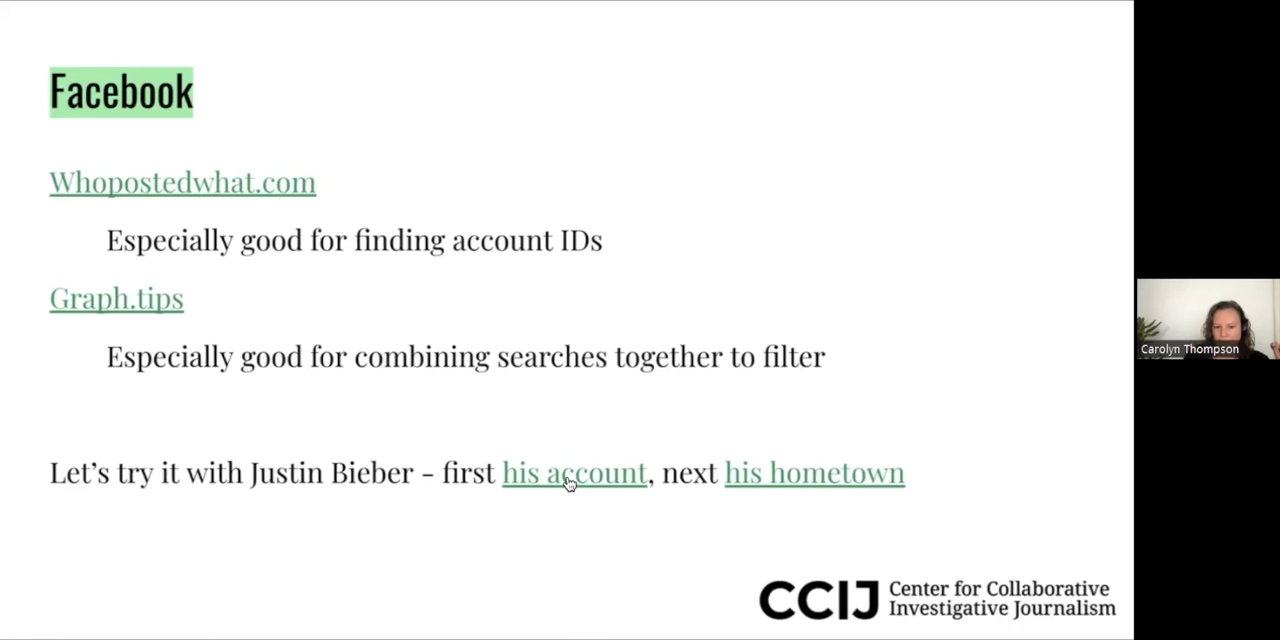 Facebook
Whopostedwhat.com
Especially good for finding account IDs
Graph.tips
Especially good for combining searches together to filter
Let’s try it with Justin Bieber - first his account, next his hometown
Carolyn Thompson
CCIJ Center for Collaborative
Investigative Journalism